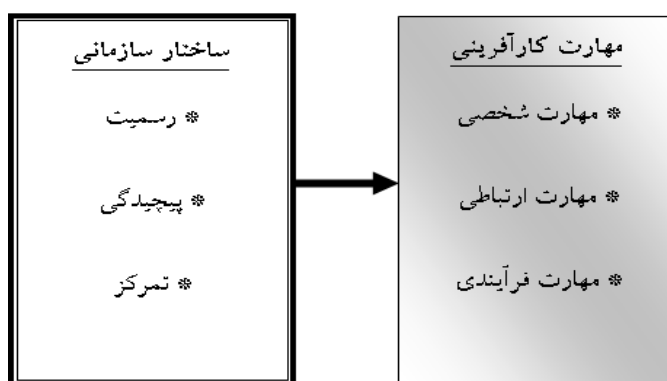 ساختار سازمانی
* رسمیت
* پیچیدگی
* تمرکز
مهارت کارآفرینی
* مهارت شخصی
* مهارت ارتباطی
* مهارت فرآیندی